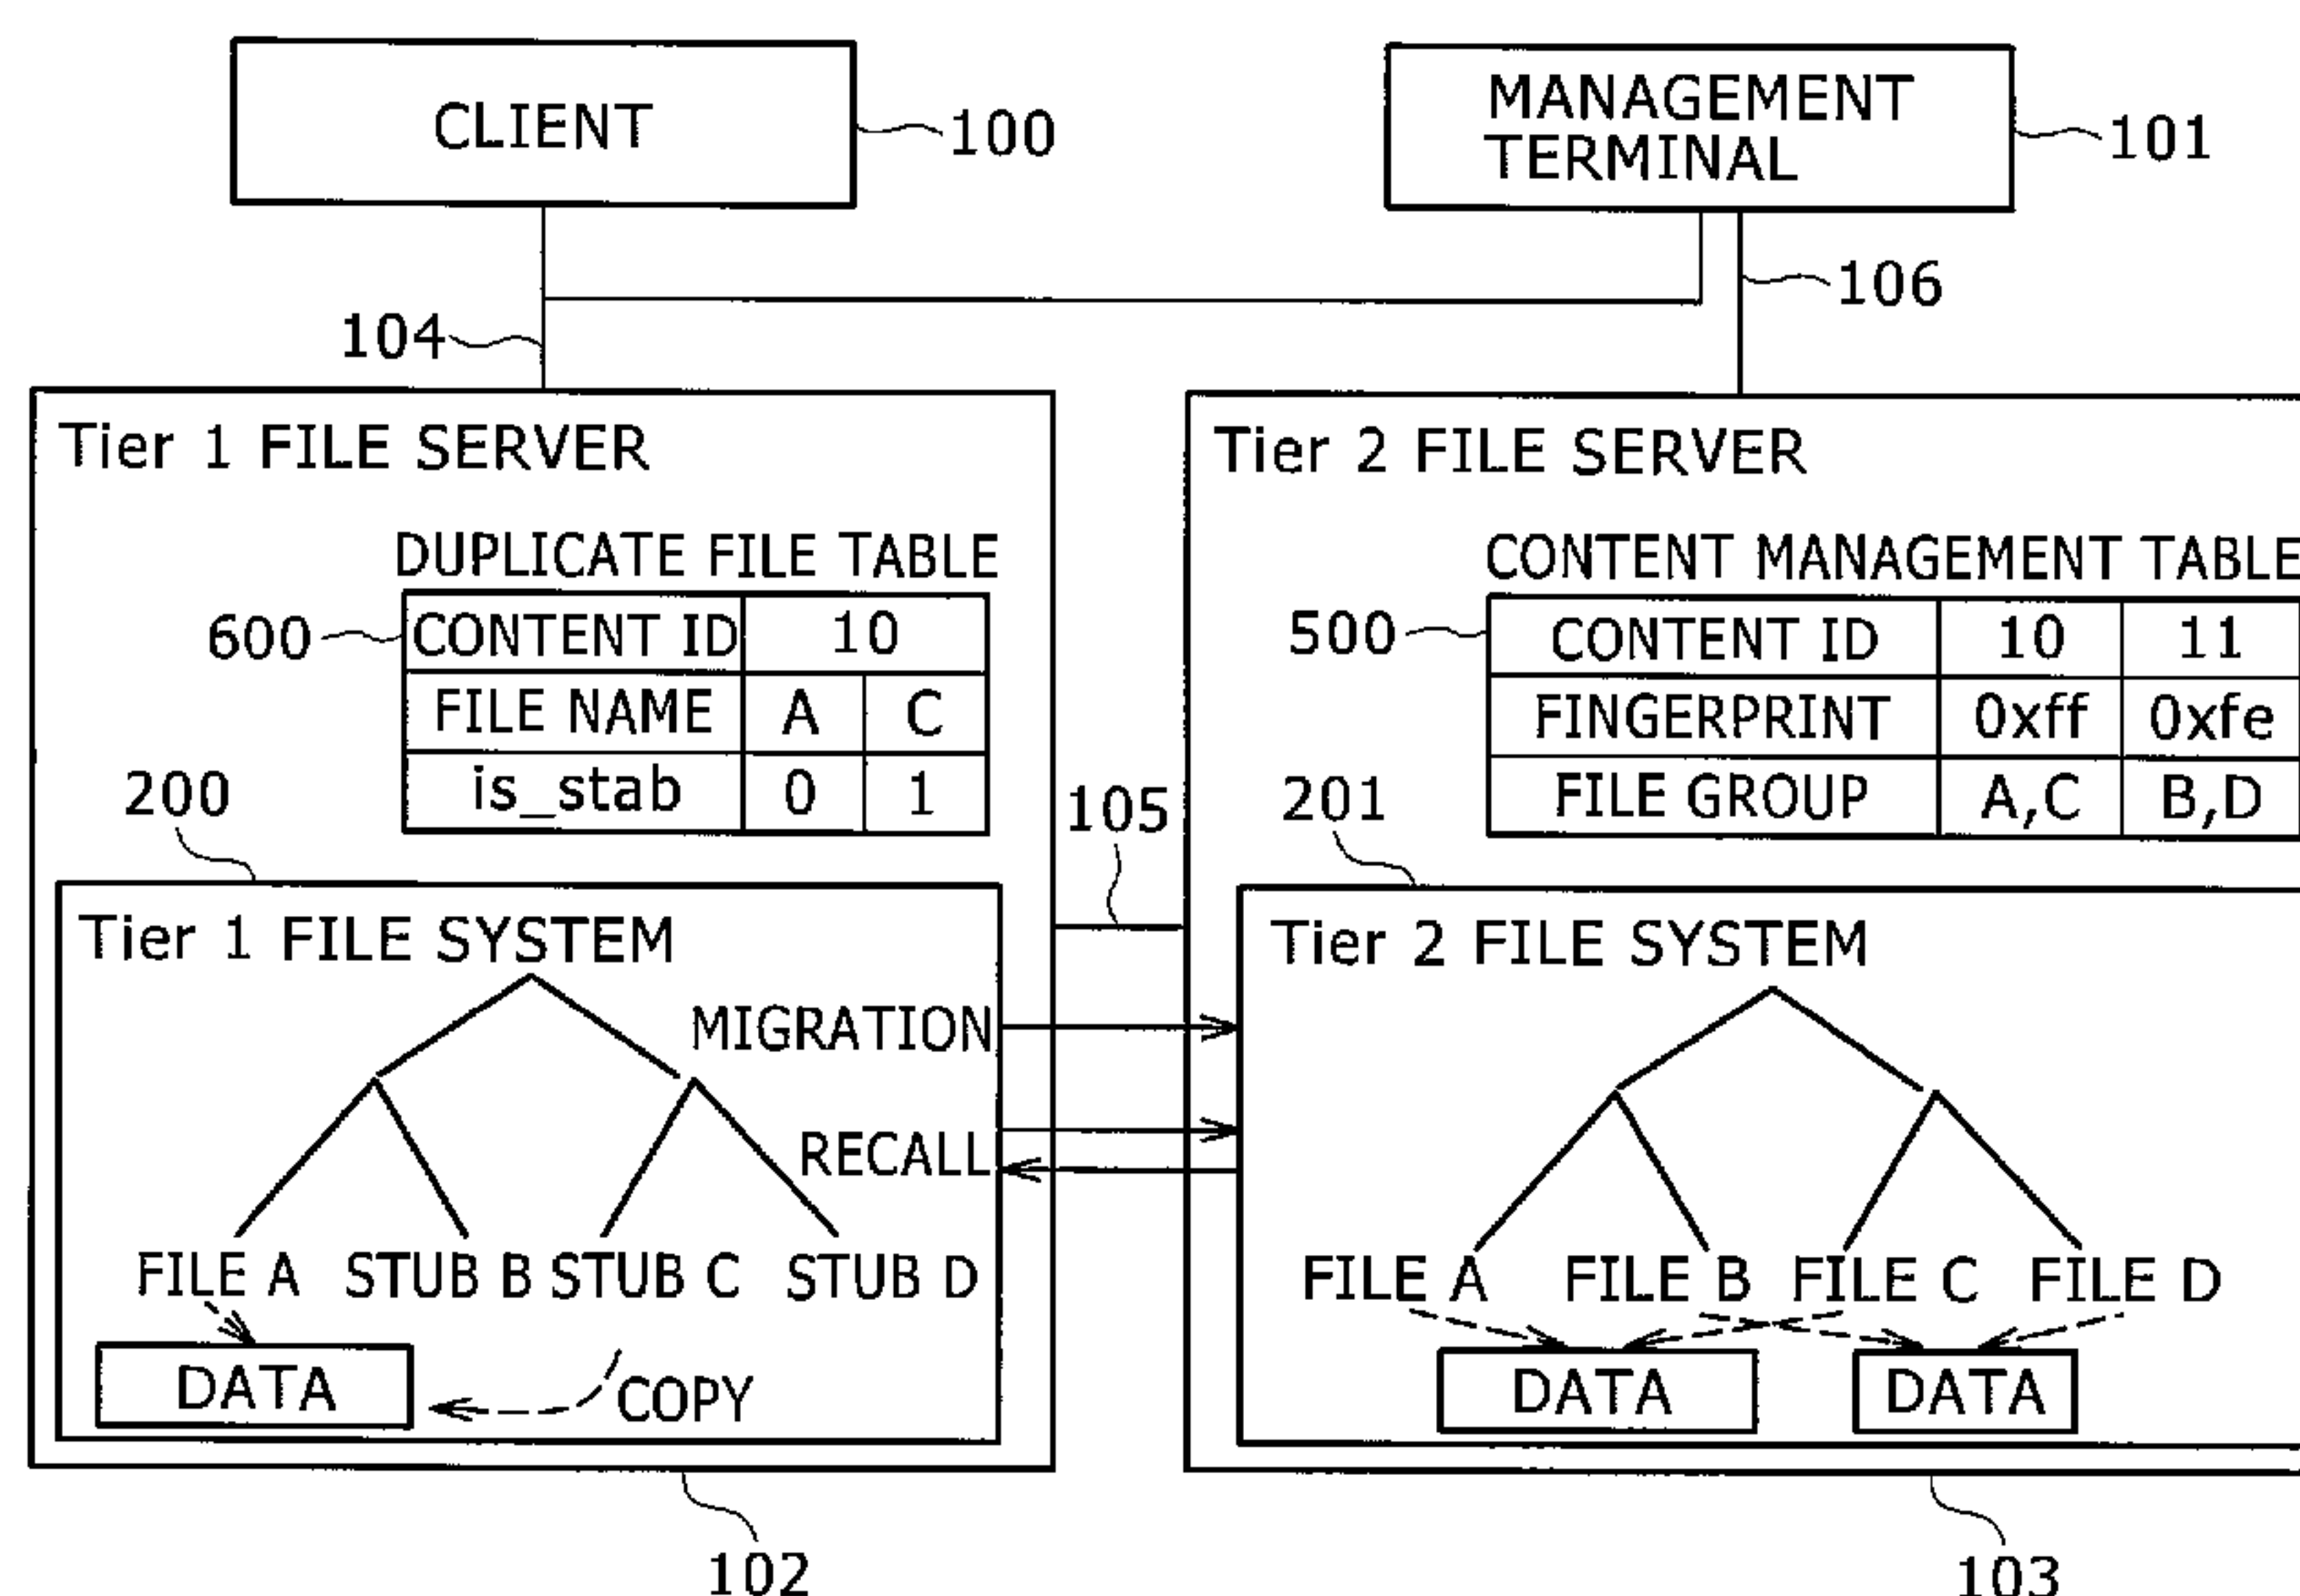 CLIENT
100
MANAGEMENT
TERMINAL
101
106
104
Tier 1 FILE SERVER
DUPLICATE FILE TABLE
600
CONTENT ID 10
FILE NAME A C
is_stab 0 1
200
Tier 1 FILE SYSTEM
MIGRATION
RECALL
FILE A STUB B STUB C STUB D
DATA
COPY
102
105
Tier 2 FILE SERVER
CONTENT MANAGEMENT TABLE
500
CONTENT ID 10 11
FINGERPRINT 0xff 0xfe
FILE GROUP A,C B,D
201
Tier 2 FILE SYSTEM
FILE A FILE B FILE C FILE D
DATA DATA
103